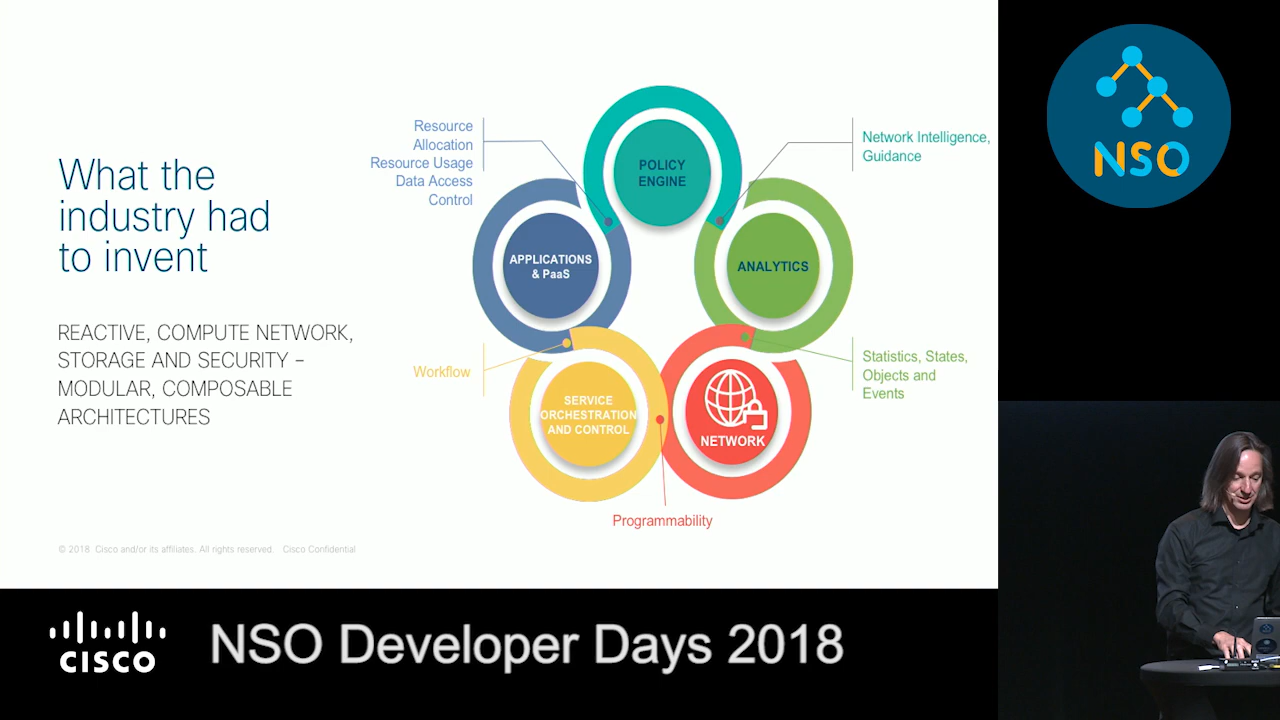 What the
industry had
to invent
REACTIVE, COMPUTE NETWORK,
STORAGE AND SECURITY –
MODULAR, COMPOSABLE
ARCHITECTURES
Resource
Allocation
Resource Usage
Data Access
Control
POLICY
ENGINE
Network Intelligence,
Guidance
APPLICATIONS
& PaaS
ANALYTICS
Workflow
SERVICE
ORCHESTRATION
AND CONTROL
NETWORK
Statistics, States,
Objects and
Events
Programmability
© 2018 Cisco and/or its affiliates. All rights reserved. Cisco Confidential
NSO
CISCO
NSO Developer Days 2018